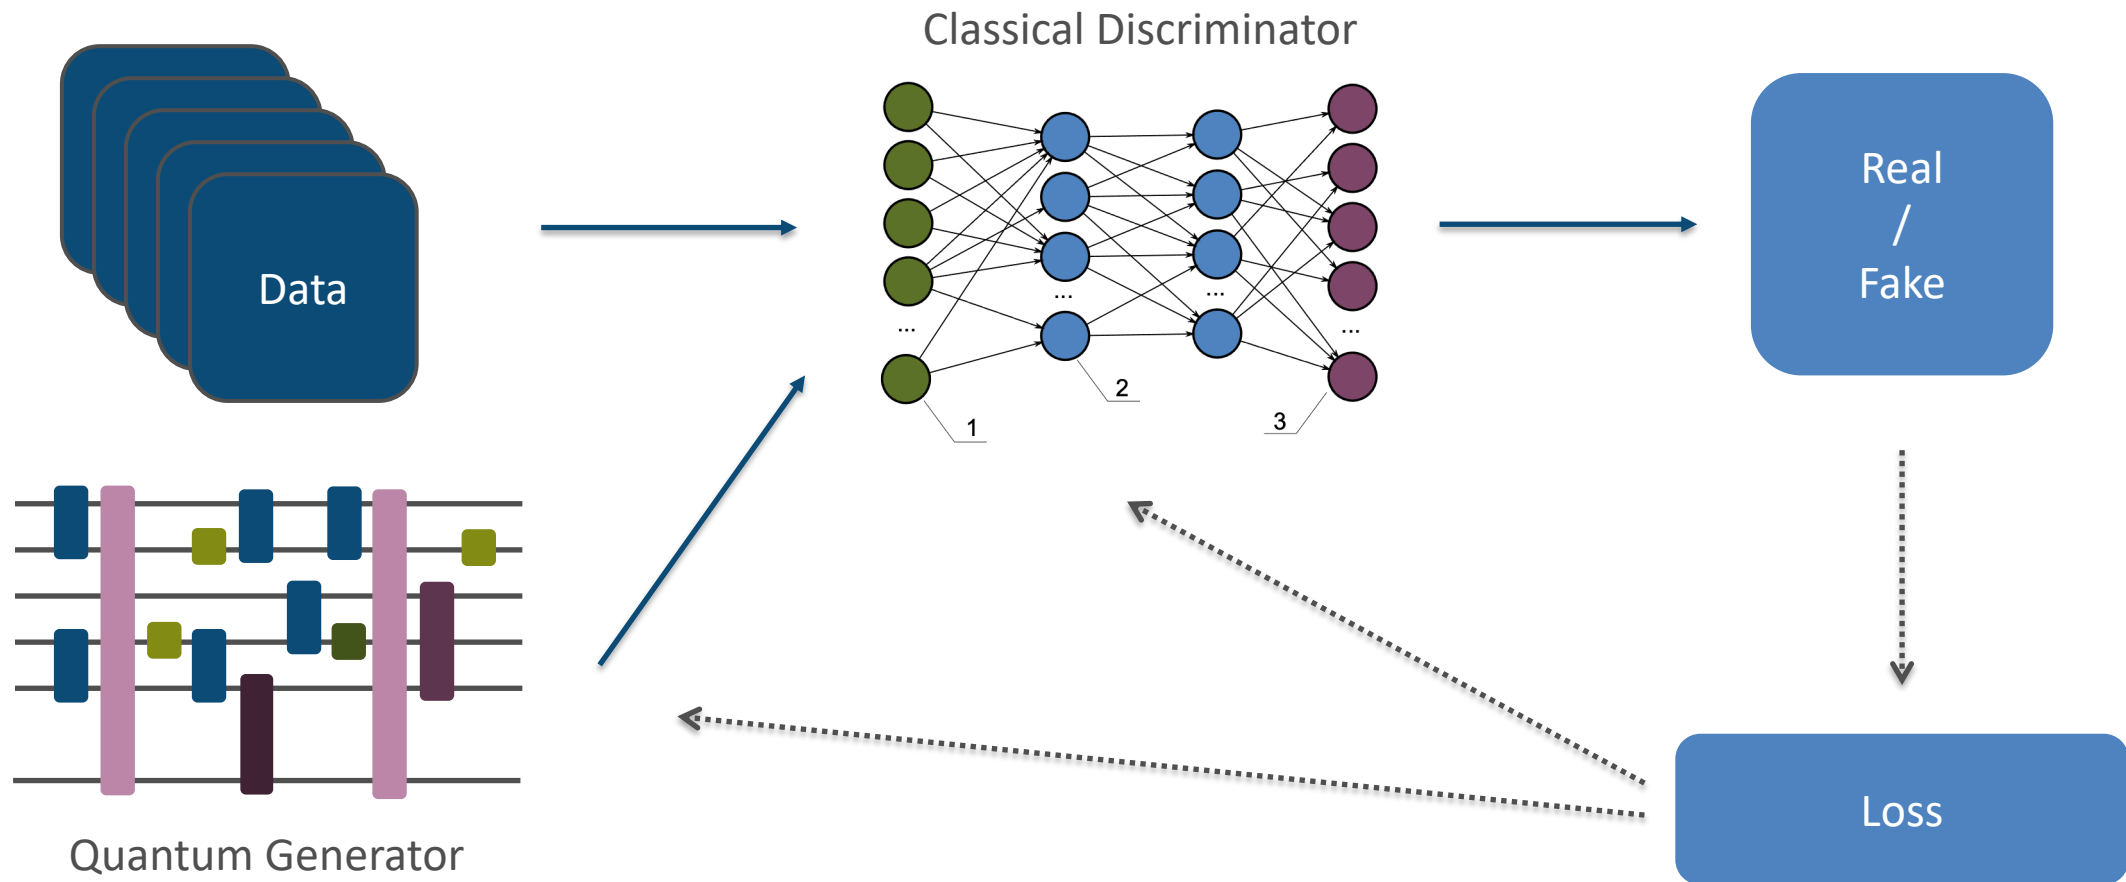 Classical Discriminator
Data
...
...
...
...
1
2
3
Real
/
Fake
Quantum Generator
Loss